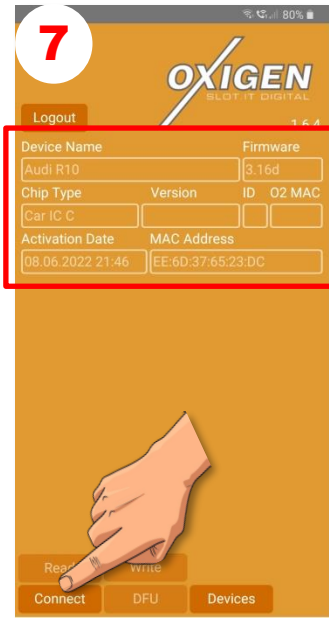 7
80%
OXIGEN
SLOT IT DIGITAL
Logout
1.6.4
Device Name Firmware
Audi R10 3.16d
Chip Type Version ID O2 MAC
Car IC C
Activation Date MAC Address
08.06.2022 21:46 EE:6D:37:65:23:DC
Read Write
Connect DFU Devices